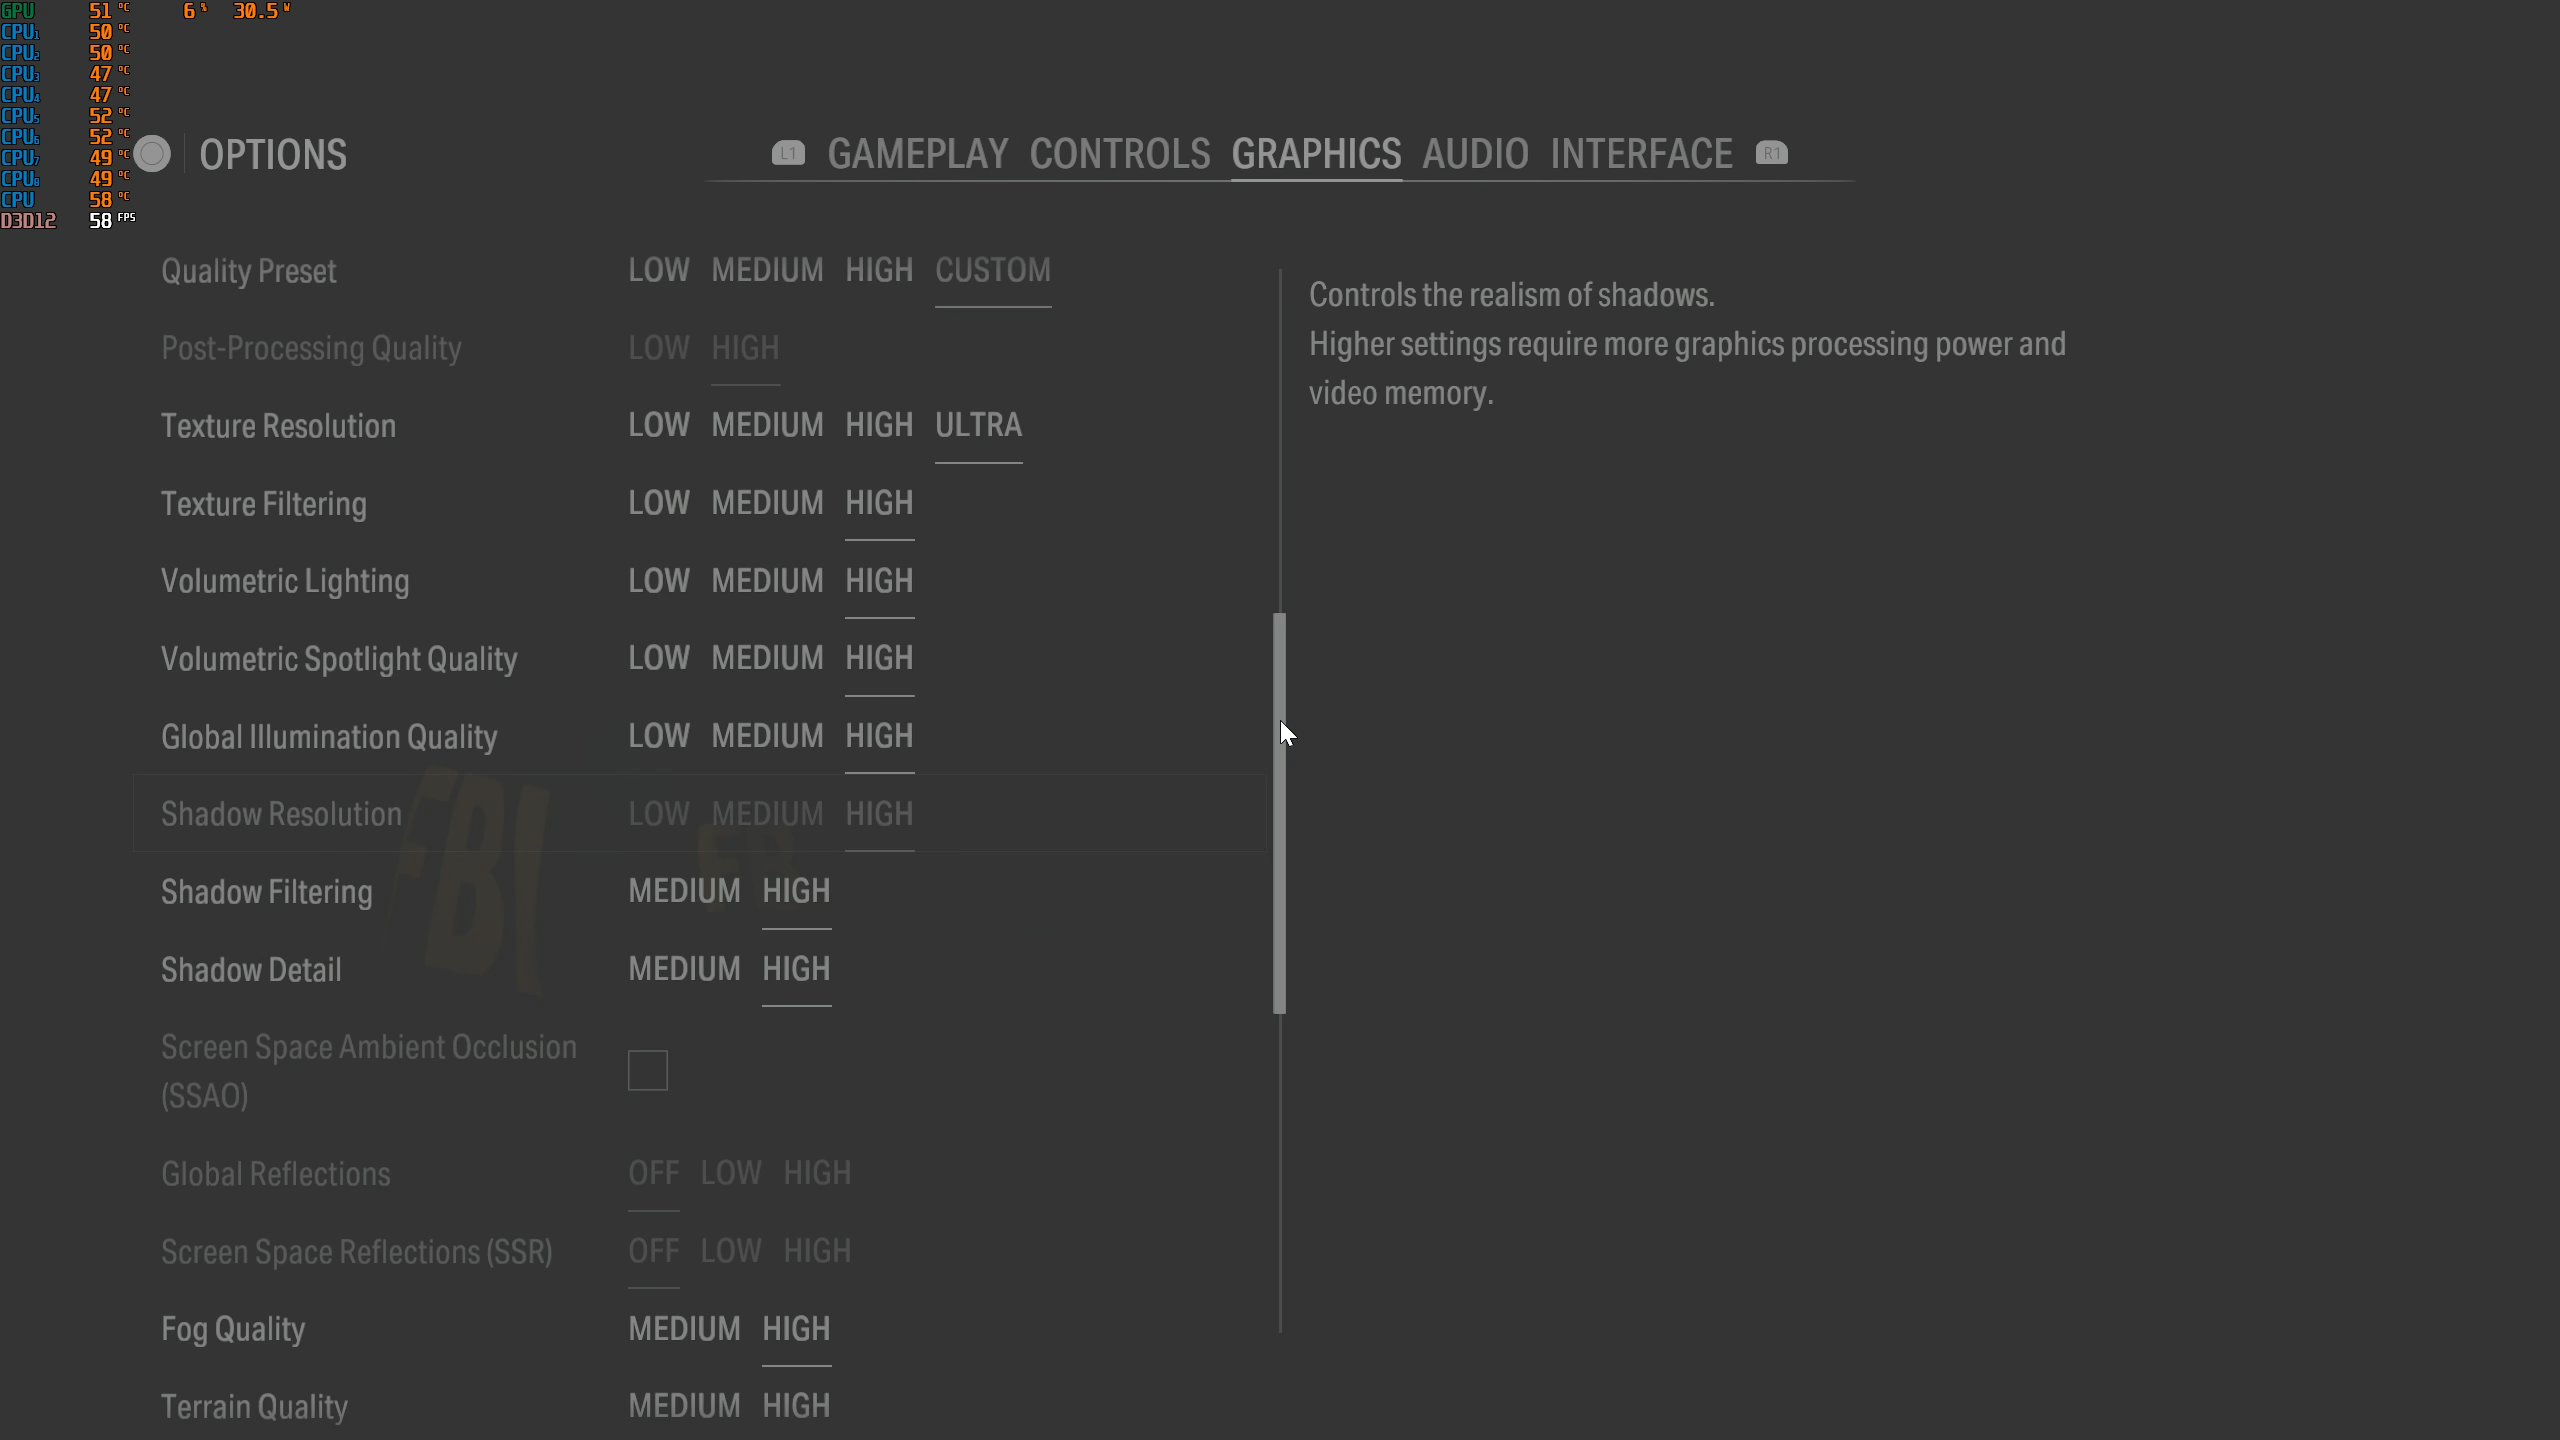 GPU 51 °C 6 % 30.5 W
CPU1 50 °C
CPU2 50 °C
CPU3 47 °C
CPU4 47 °C
CPU5 52 °C
CPU6 52 °C
CPU7 49 °C
CPU8 49 °C
CPU 58 °C
D3D12 58 FPS
OPTIONS
L1 GAMEPLAY CONTROLS GRAPHICS AUDIO INTERFACE R1
Quality Preset LOW MEDIUM HIGH CUSTOM
Post-Processing Quality LOW HIGH
Texture Resolution LOW MEDIUM HIGH ULTRA
Texture Filtering LOW MEDIUM HIGH
Volumetric Lighting LOW MEDIUM HIGH
Volumetric Spotlight Quality LOW MEDIUM HIGH
Global Illumination Quality LOW MEDIUM HIGH
Shadow Resolution LOW MEDIUM HIGH
Shadow Filtering MEDIUM HIGH
Shadow Detail MEDIUM HIGH
Screen Space Ambient Occlusion
(SSAO)
Global Reflections OFF LOW HIGH
Screen Space Reflections (SSR) OFF LOW HIGH
Fog Quality MEDIUM HIGH
Terrain Quality MEDIUM HIGH
Controls the realism of shadows.
Higher settings require more graphics processing power and
video memory.
FBI
FB